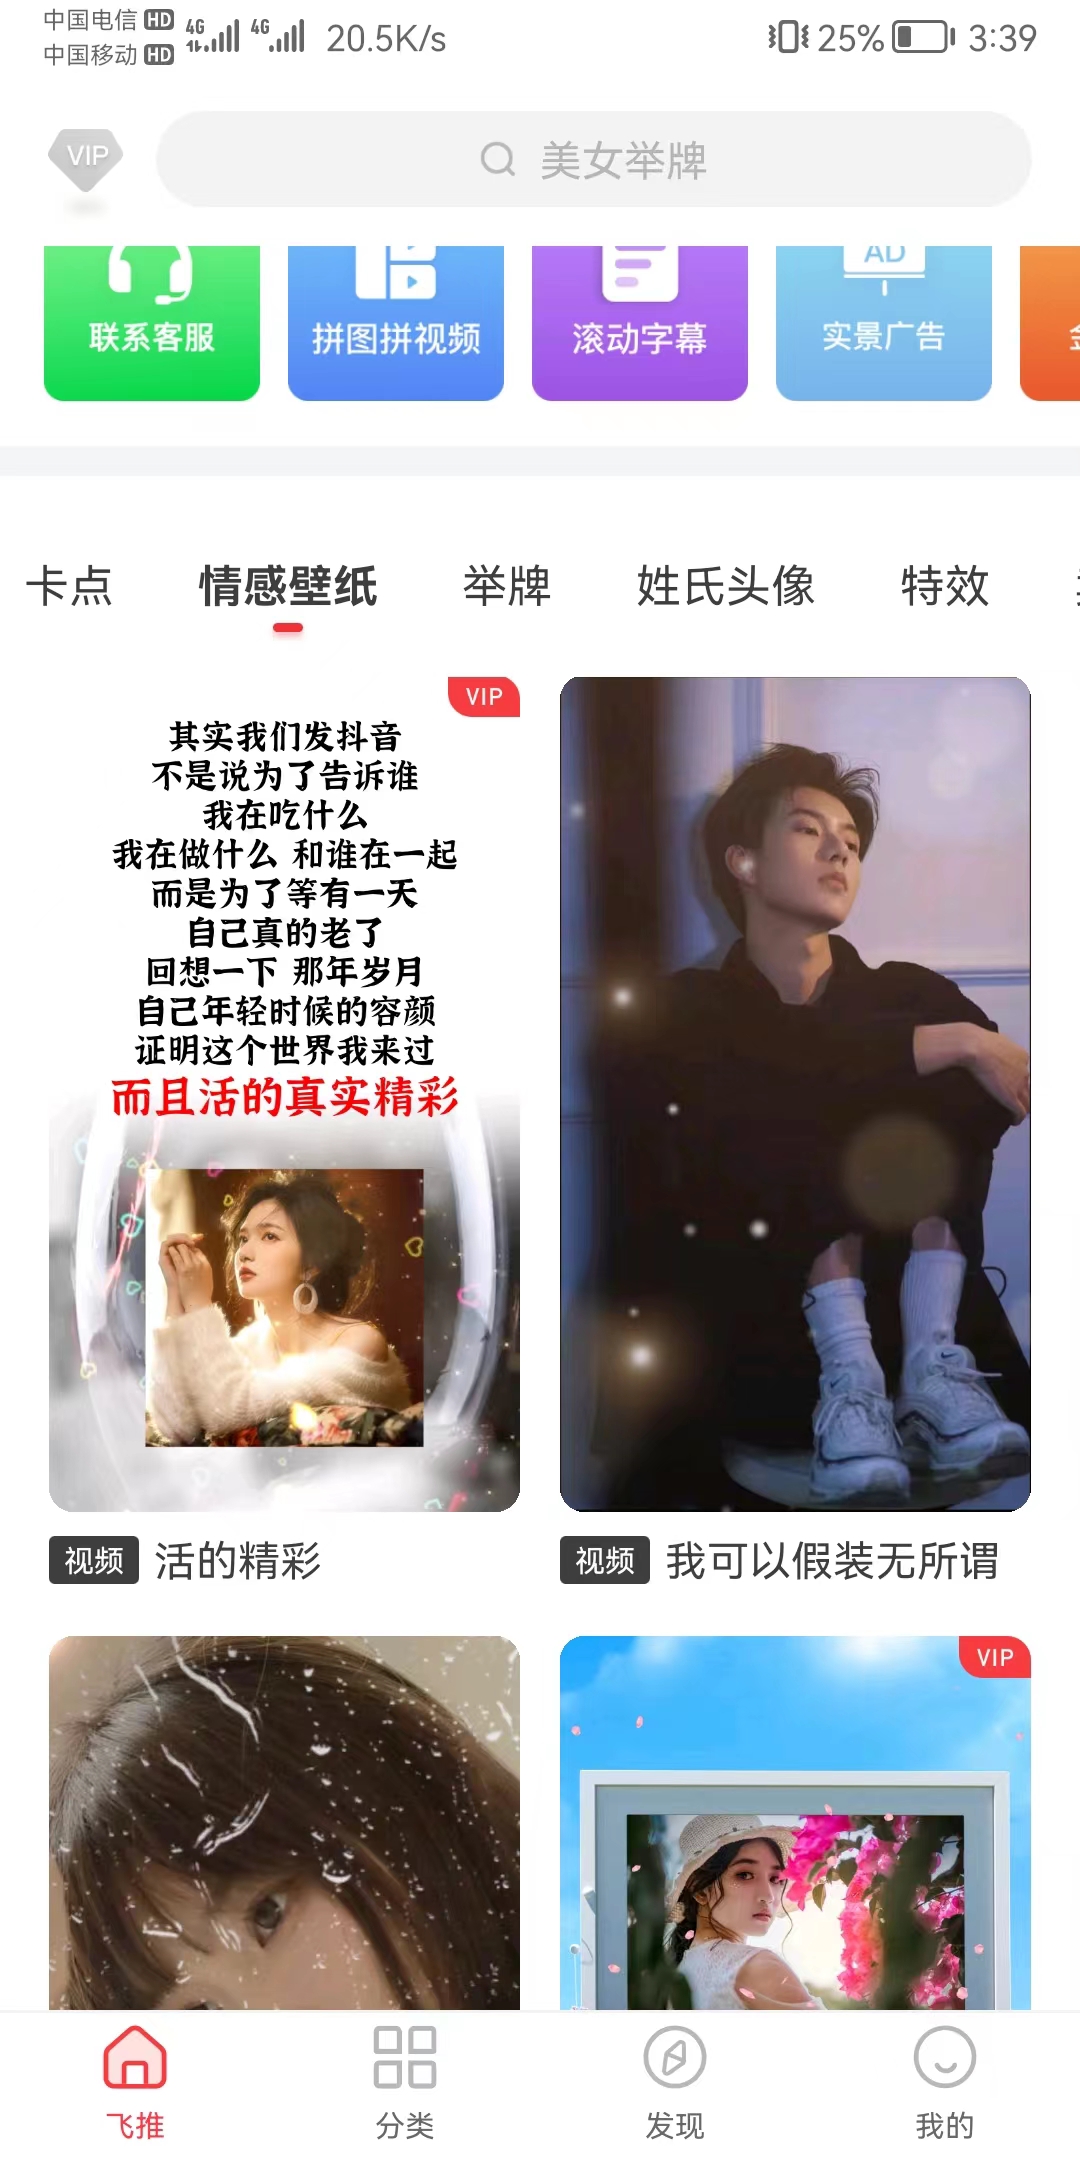 中国电信 HD 4G 4G 20.5K/s 25% 3:39
中国移动 HD
VIP 美女举牌
AD
联系客服 拼图拼视频 滚动字幕 实景广告
卡点 情感壁纸 举牌 姓氏头像 特效
VIP
其实我们发抖音
不是说为了告诉谁
我在吃什么
我在做什么 和谁在一起
而是为了等有一天
自己真的老了
回想一下 那年岁月
自己年轻时候的容颜
证明这个世界我来过
而且活的真实精彩
视频 活的精彩
视频 我可以假装无所谓
VIP
飞推 分类 发现 我的